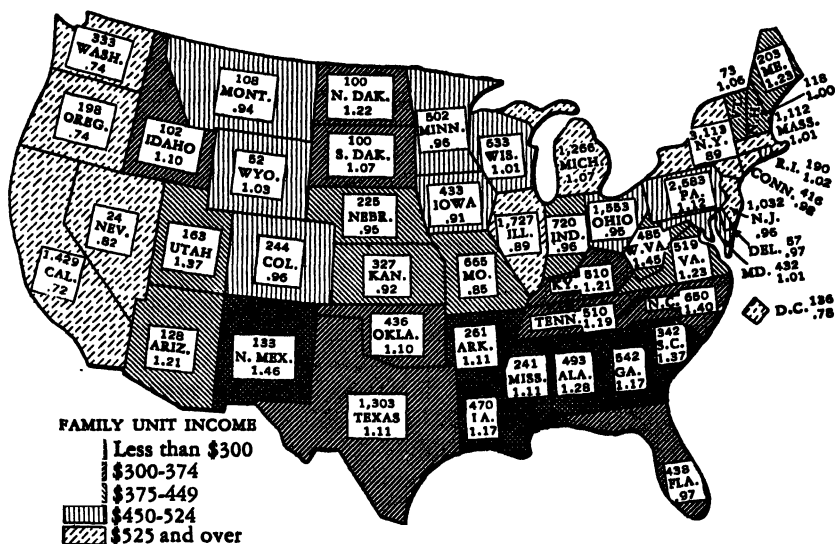 333
WASH.
.74
198
OREG.
.74
1,429
CAL.
.72
24
NEV.
.82
102
IDAHO
1.10
108
MONT.
.94
52
WYO.
1.03
163
UTAH
1.37
244
COL.
.96
128
ARIZ.
1.21
133
N. MEX.
1.46
100
N. DAK.
1.22
100
S. DAK.
1.07
225
NEBR.
.95
327
KAN.
.92
436
OKLA.
1.10
1,303
TEXAS
1.11
502
MINN.
.96
433
IOWA
.91
665
MO.
.85
261
ARK.
1.11
470
LA.
1.17
633
WIS.
1.01
1,727
ILL.
.89
1,266
MICH.
1.07
720
IND.
.96
1,553
OHIO
.95
KY. 510
1.21
TENN. 510
1.19
241
MISS.
1.11
493
ALA.
1.28
542
GA.
1.17
438
FLA.
.97
342
S.C.
1.37
N.C. 650
1.40
519
VA.
1.23
485
W.VA.
1.45
2,583
PA.
3,113
N.Y.
.89
73
1.06
203
ME.
1.23
118
1.00
1,112
MASS.
1.01
R.I. 190
1.02
CONN. 416
.98
1,032
N.J.
.96
DEL. 57
.97
MD. 432
1.01
D.C. 136
.78
FAMILY UNIT INCOME
Less than $300
$300-374
$375-449
$450-524
$525 and over